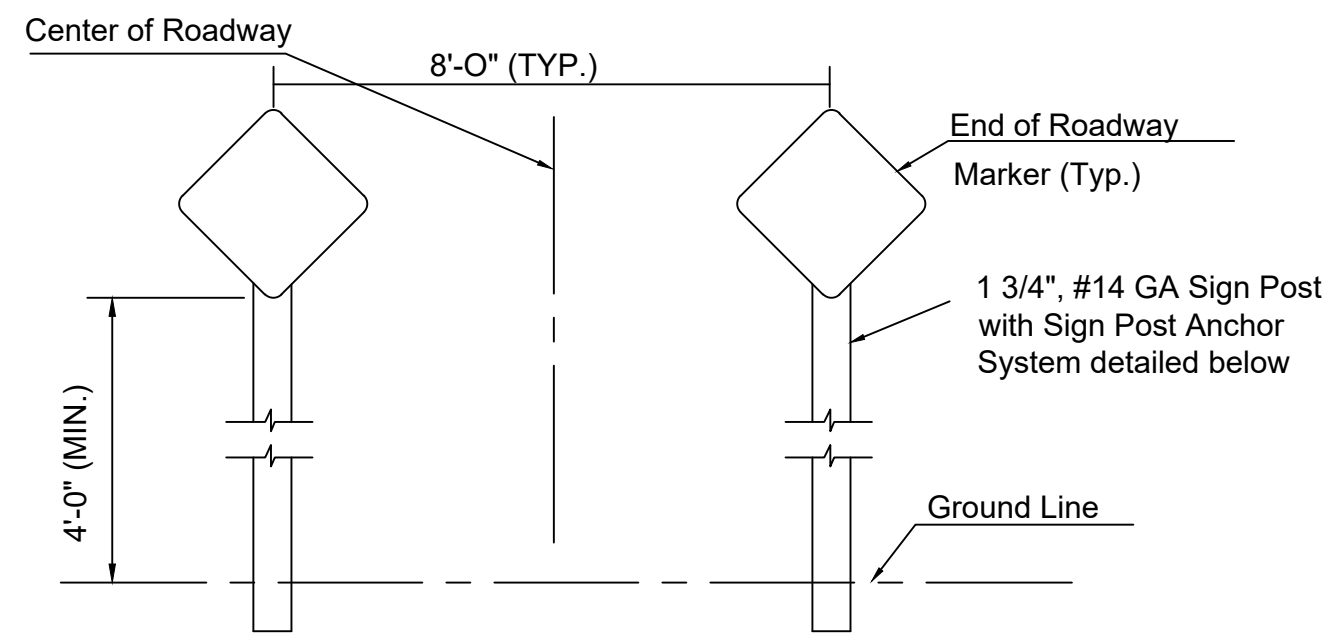 Center of Roadway
8'-O" (TYP.)
End of Roadway
Marker (Typ.)
1 3/4", #14 GA Sign Post
with Sign Post Anchor
System detailed below
4'-0" (MIN.)
Ground Line